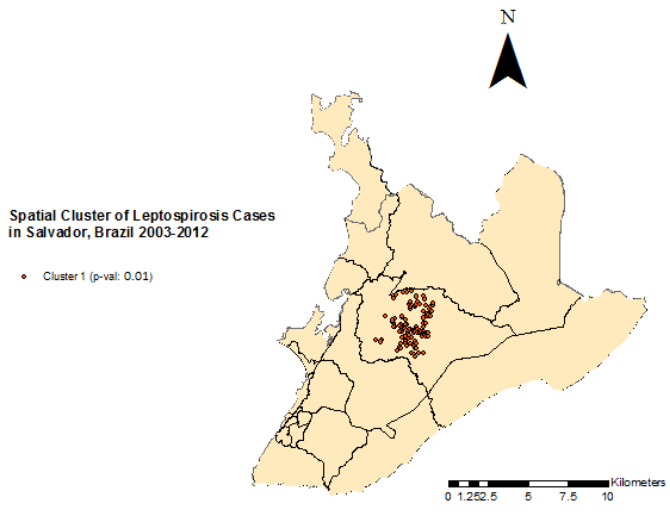 N
Spatial Cluster of Leptospirosis Cases
in Salvador, Brazil 2003-2012
Cluster 1 (p-val: 0.01)
Kilometers
0 1.252.5 5 7.5 10